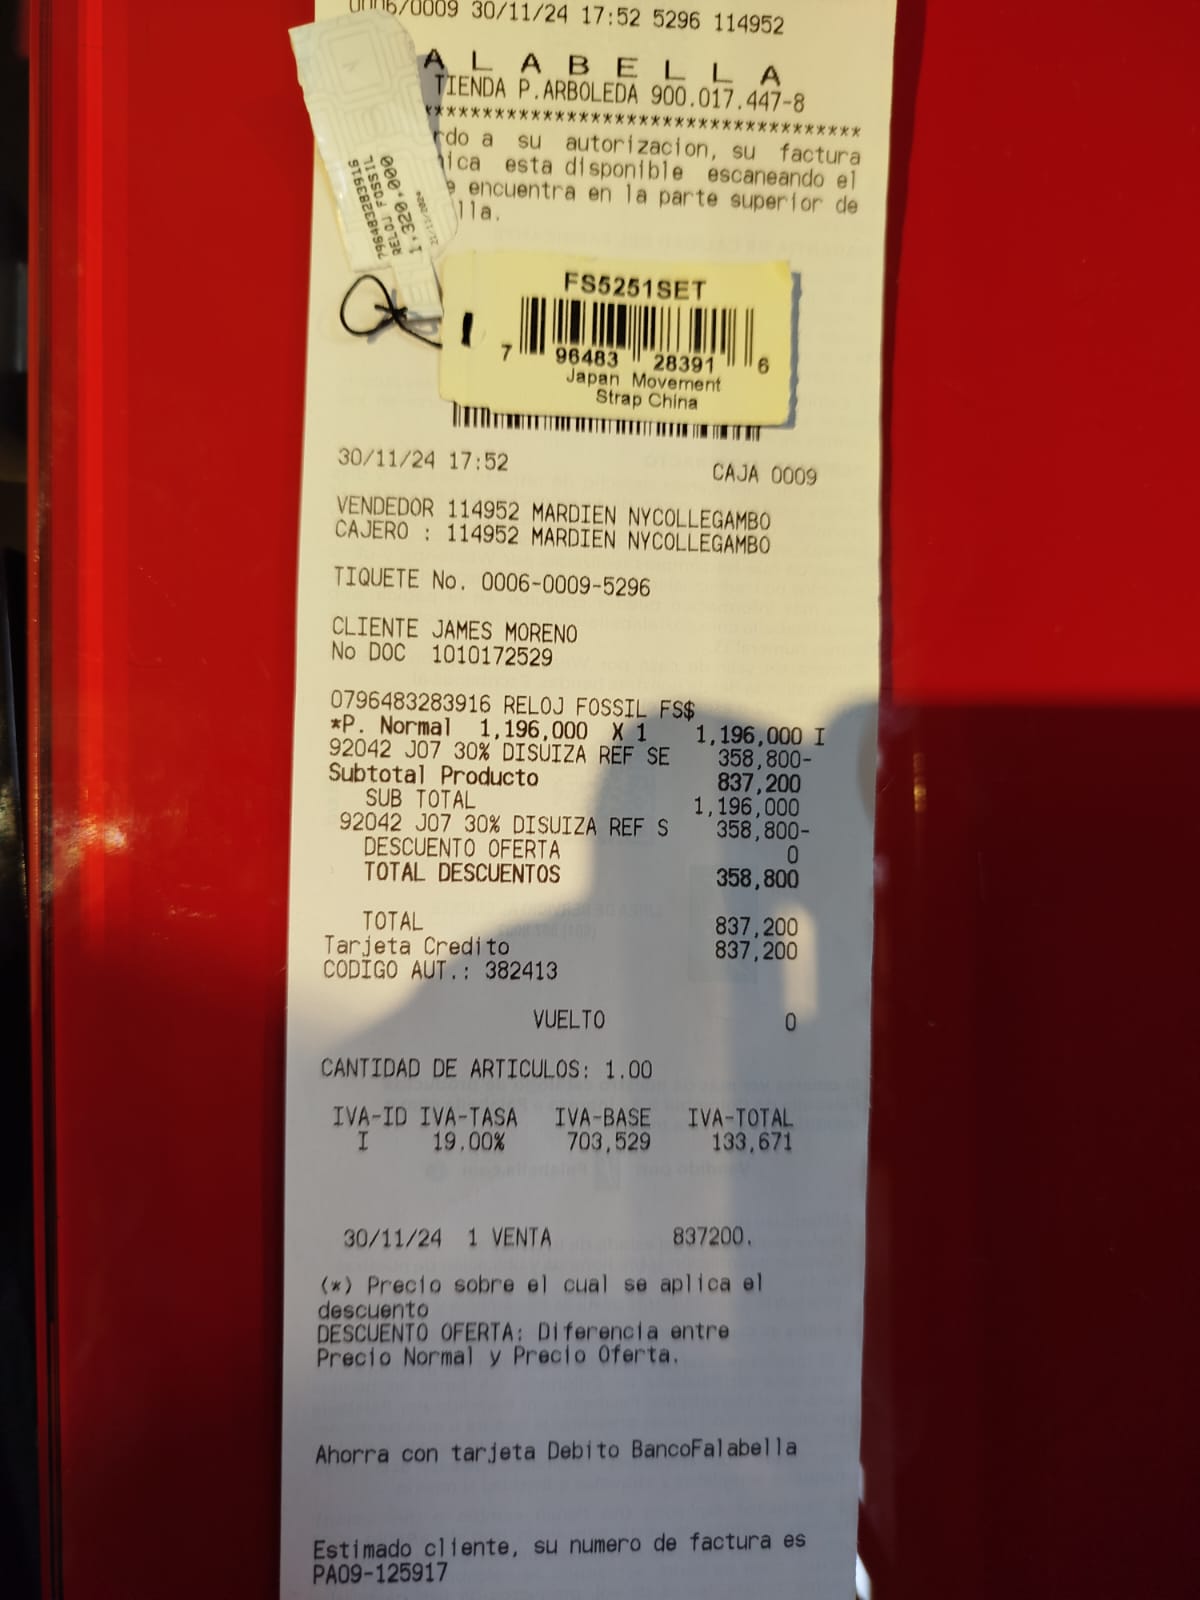 0006/0009 30/11/24 17:52 5296 114952
ALABELLA
TIENDA P.ARBOLEDA 900.017.447-8
************************************
rdo a su autorizacion, su factura
nica esta disponible escaneando el
e encuentra en la parte superior de
lla.
796483283916
RELOJ FOSSIL
1'320,000
FS5251SET
7 96483 28391 6
Japan Movement
Strap China
30/11/24 17:52 CAJA 0009
VENDEDOR 114952 MARDIEN NYCOLLEGAMBO
CAJERO : 114952 MARDIEN NYCOLLEGAMBO
TIQUETE No. 0006-0009-5296
CLIENTE JAMES MORENO
No DOC 1010172529
0796483283916 RELOJ FOSSIL FS$
*P. Normal 1,196,000 X 1 1,196,000 I
92042 J07 30% DISUIZA REF SE 358,800-
Subtotal Producto 837,200
SUB TOTAL 1,196,000
92042 J07 30% DISUIZA REF S 358,800-
DESCUENTO OFERTA 0
TOTAL DESCUENTOS 358,800
TOTAL 837,200
Tarjeta Credito 837,200
CODIGO AUT.: 382413
VUELTO 0
CANTIDAD DE ARTICULOS: 1.00
IVA-ID IVA-TASA IVA-BASE IVA-TOTAL
I 19.00% 703,529 133,671
30/11/24 1 VENTA 837200.
(*) Precio sobre el cual se aplica el
descuento
DESCUENTO OFERTA: Diferencia entre
Precio Normal y Precio Oferta.
Ahorra con tarjeta Debito BancoFalabella
Estimado cliente, su numero de factura es
PA09-125917